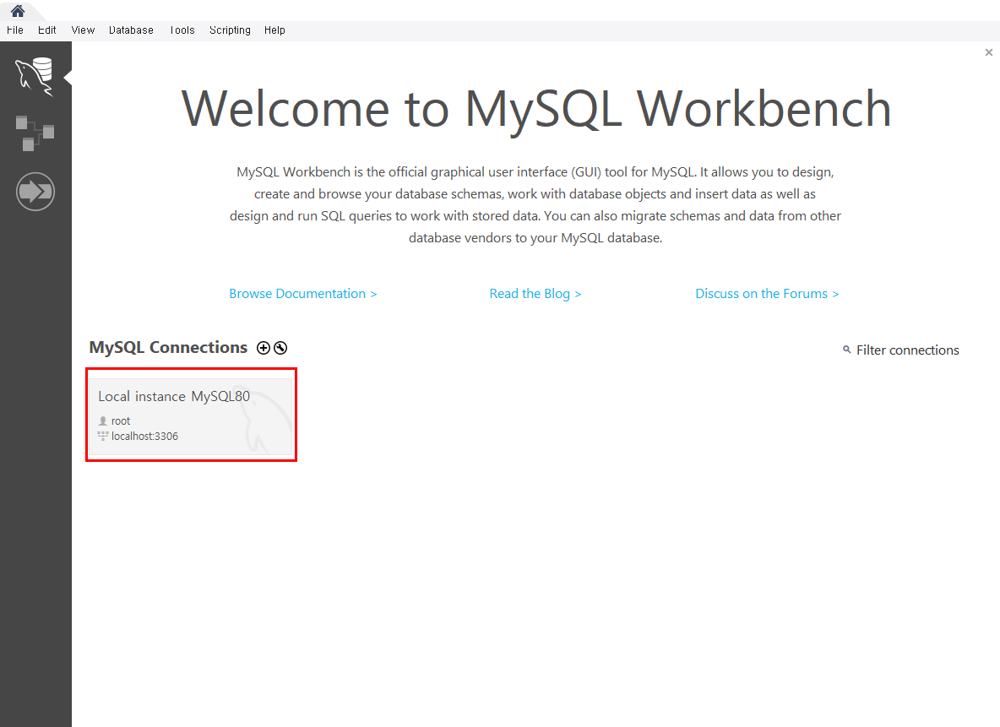 File Edit View Database Tools Scripting Help
Welcome to MySQL Workbench
MySQL Workbench is the official graphical user interface (GUI) tool for MySQL. It allows you to design,
create and browse your database schemas, work with database objects and insert data as well as
design and run SQL queries to work with stored data. You can also migrate schemas and data from other
database vendors to your MySQL database.
Browse Documentation > Read the Blog > Discuss on the Forums >
MySQL Connections Filter connections
Local instance MySQL80
root
localhost:3306